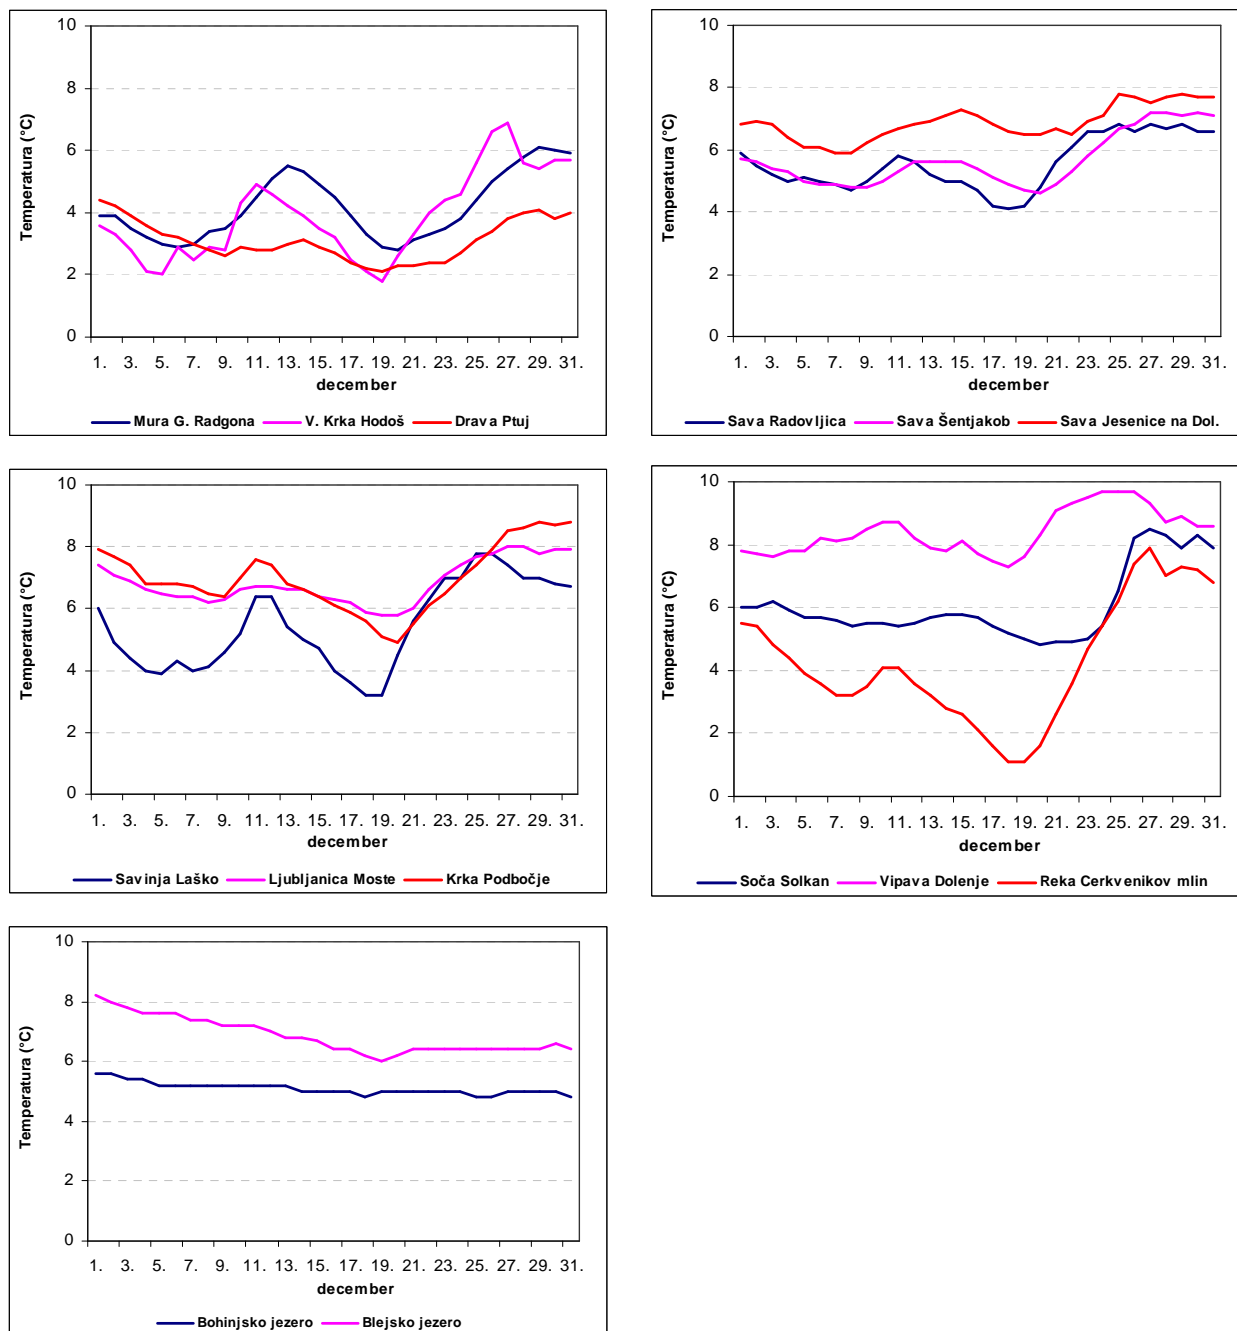 10
8
6
4
2
0
Temperatura (°C)
1. 3. 5. 7. 9. 11. 13. 15. 17. 19. 21. 23. 25. 27. 29. 31.
december
Mura G. Radgona V. Krka Hodoš Drava Ptuj
10
8
6
4
2
0
Temperatura (°C)
1. 3. 5. 7. 9. 11. 13. 15. 17. 19. 21. 23. 25. 27. 29. 31.
december
Sava Radovljica Sava Šentjakob Sava Jesenice na Dol.
10
8
6
4
2
0
Temperatura (°C)
1. 3. 5. 7. 9. 11. 13. 15. 17. 19. 21. 23. 25. 27. 29. 31.
december
Savinja Laško Ljubljanica Moste Krka Podbočje
10
8
6
4
2
0
Temperatura (°C)
1. 3. 5. 7. 9. 11. 13. 15. 17. 19. 21. 23. 25. 27. 29. 31.
december
Soča Solkan Vipava Dolenje Reka Cerkvenikov mlin
10
8
6
4
2
0
Temperatura (°C)
1. 3. 5. 7. 9. 11. 13. 15. 17. 19. 21. 23. 25. 27. 29. 31.
december
Bohinjsko jezero Blejsko jezero